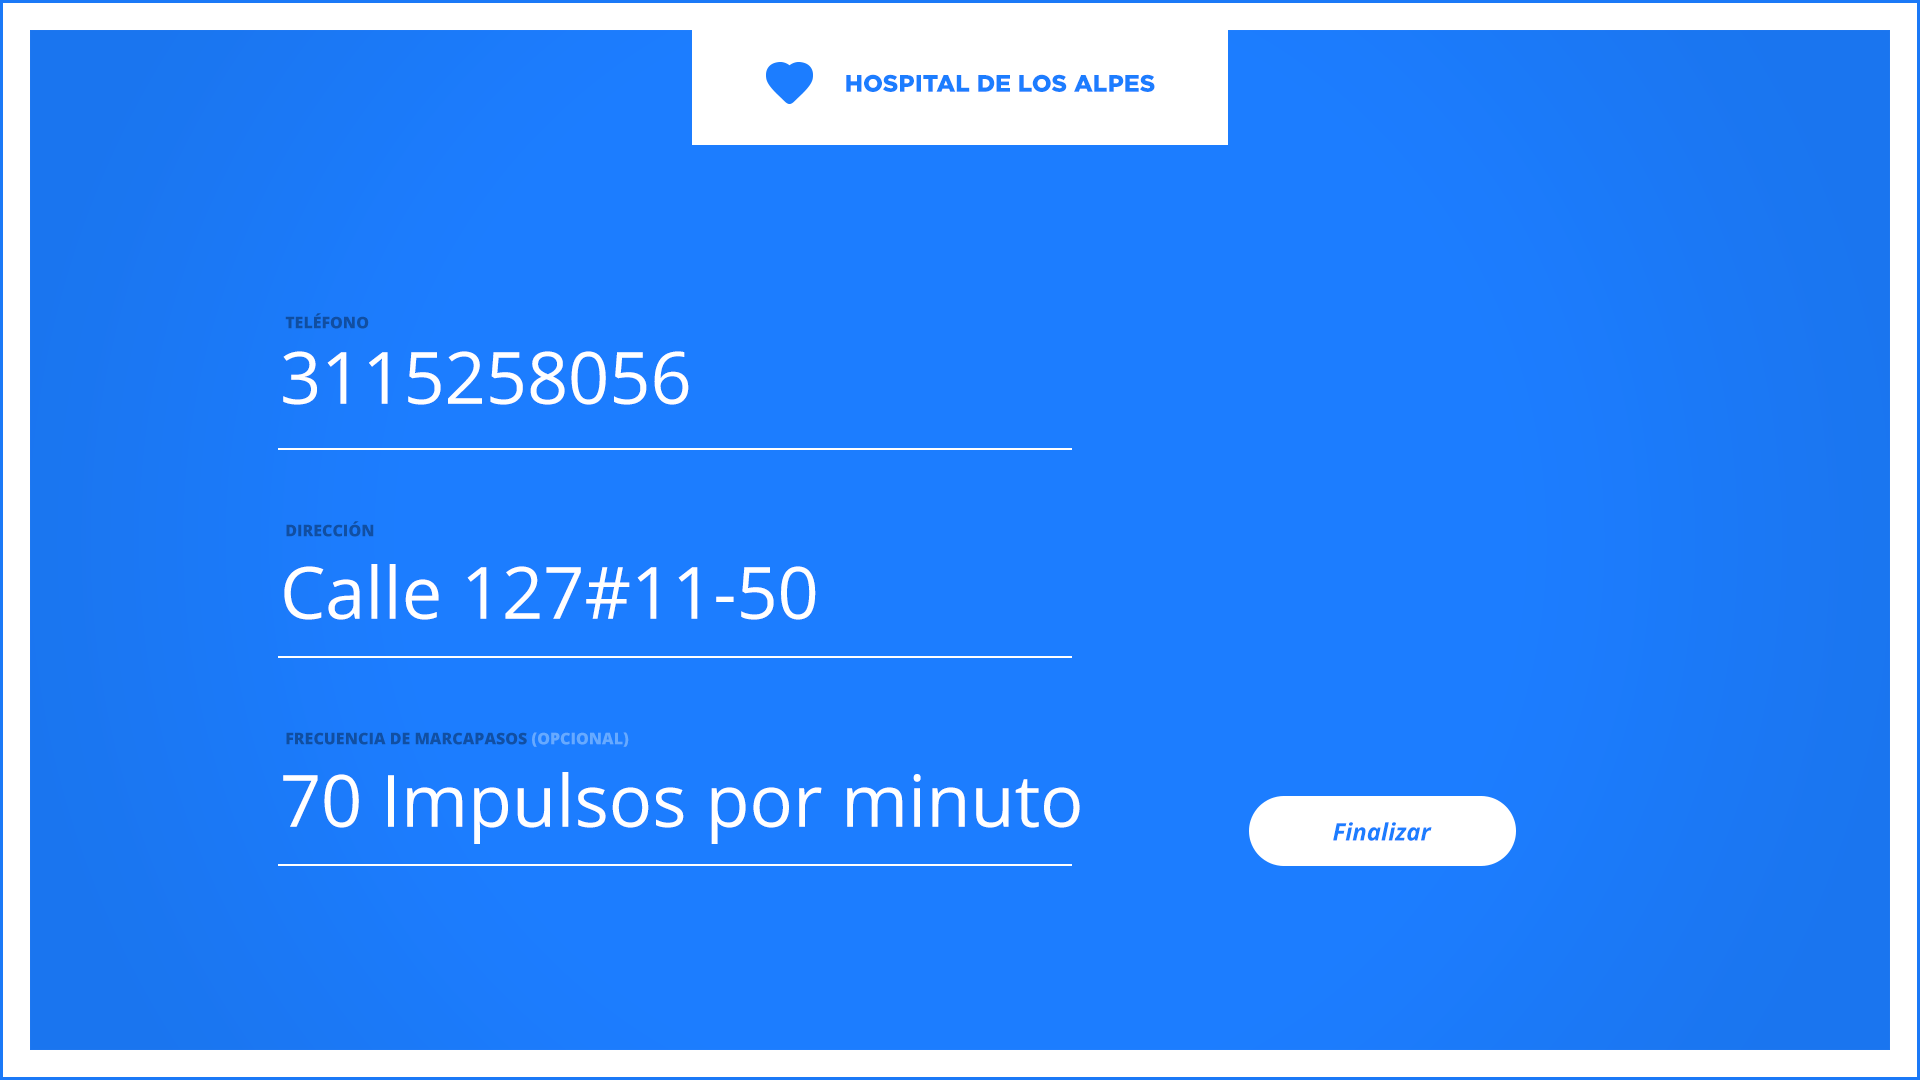 HOSPITAL DE LOS ALPES
TELÉFONO
3115258056
DIRECCIÓN
Calle 127#11-50
FRECUENCIA DE MARCAPASOS (OPCIONAL)
70 Impulsos por minuto
Finalizar